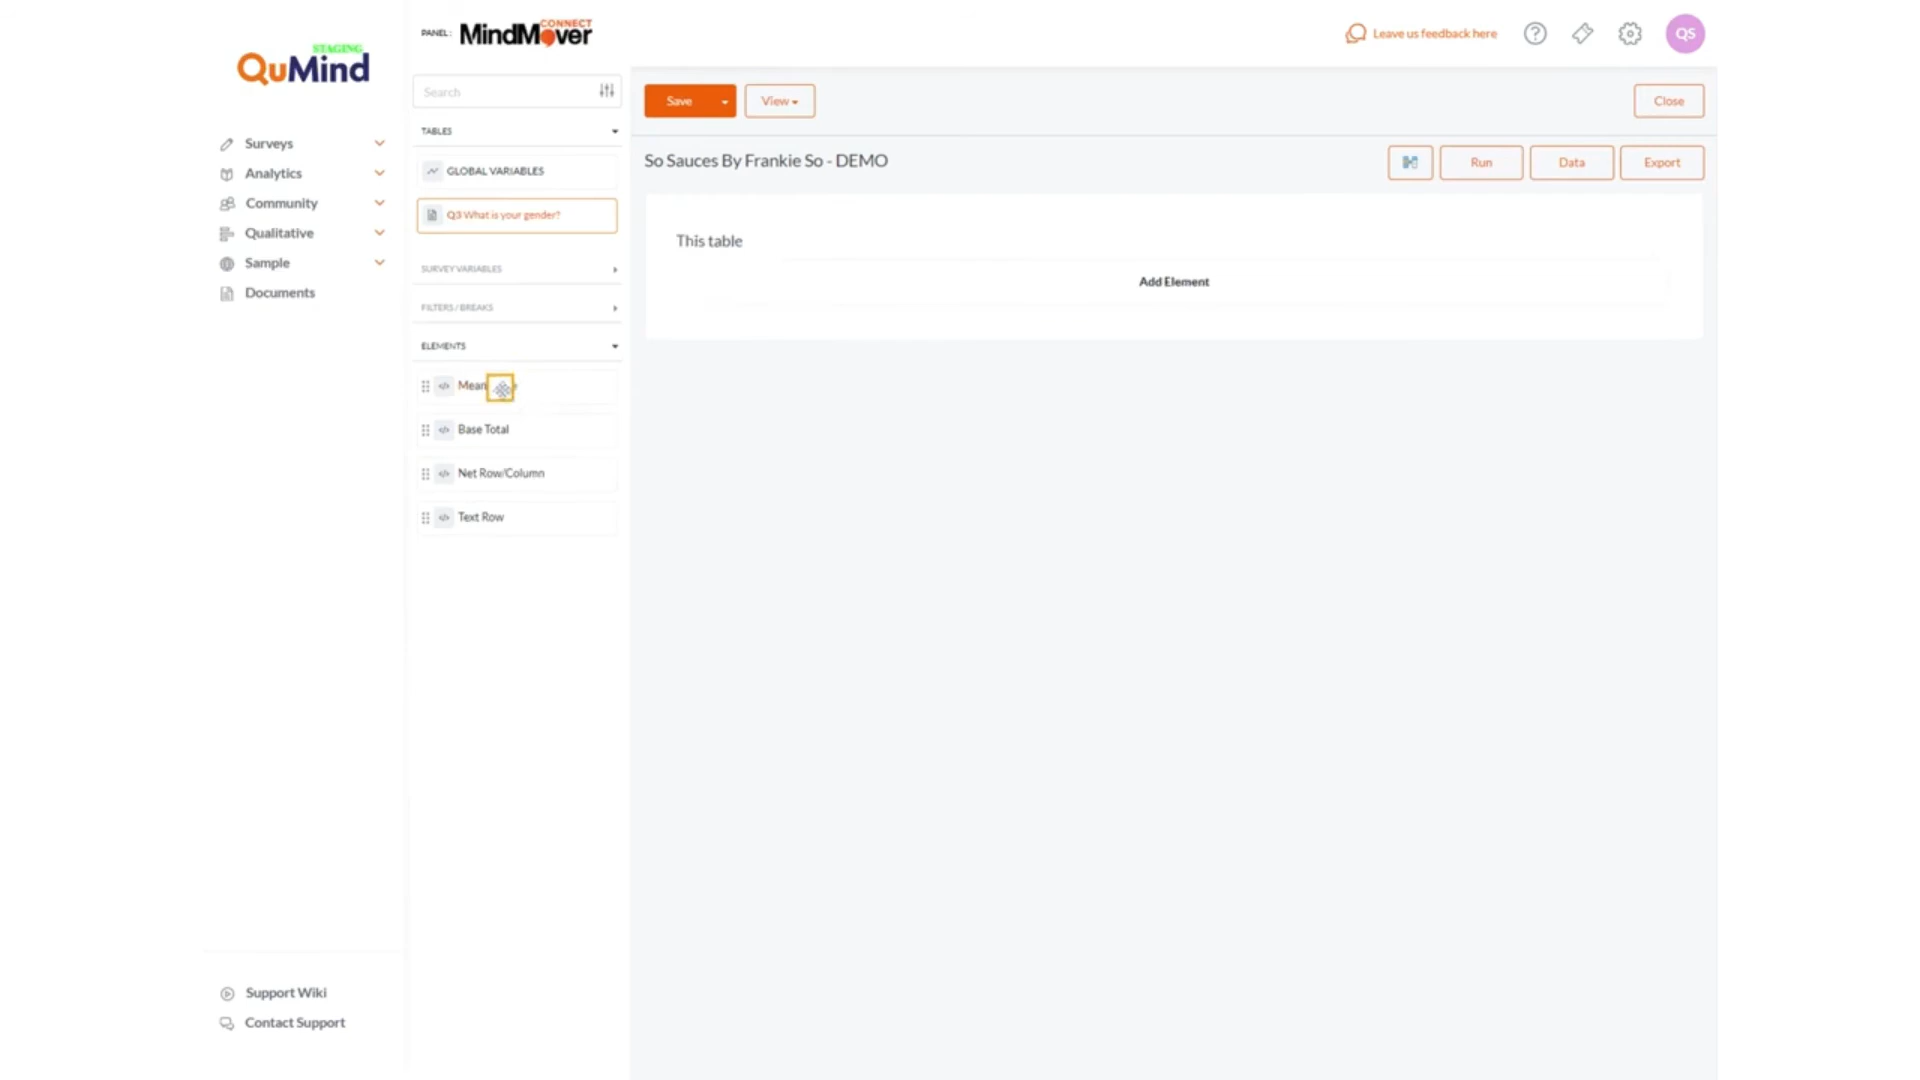 STAGING
QuMind
Surveys
Analytics
Community
Qualitative
Sample
Documents
Support Wiki
Contact Support
PANEL: MindMover CONNECT
Search
TABLES
GLOBAL VARIABLES
Q3 What is your gender?
SURVEY VARIABLES
FILTERS / BREAKS
ELEMENTS
Mean
Base Total
Net Row/Column
Text Row
Leave us feedback here
QS
Save
View
Close
So Sauces By Frankie So - DEMO
Run
Data
Export
This table
Add Element